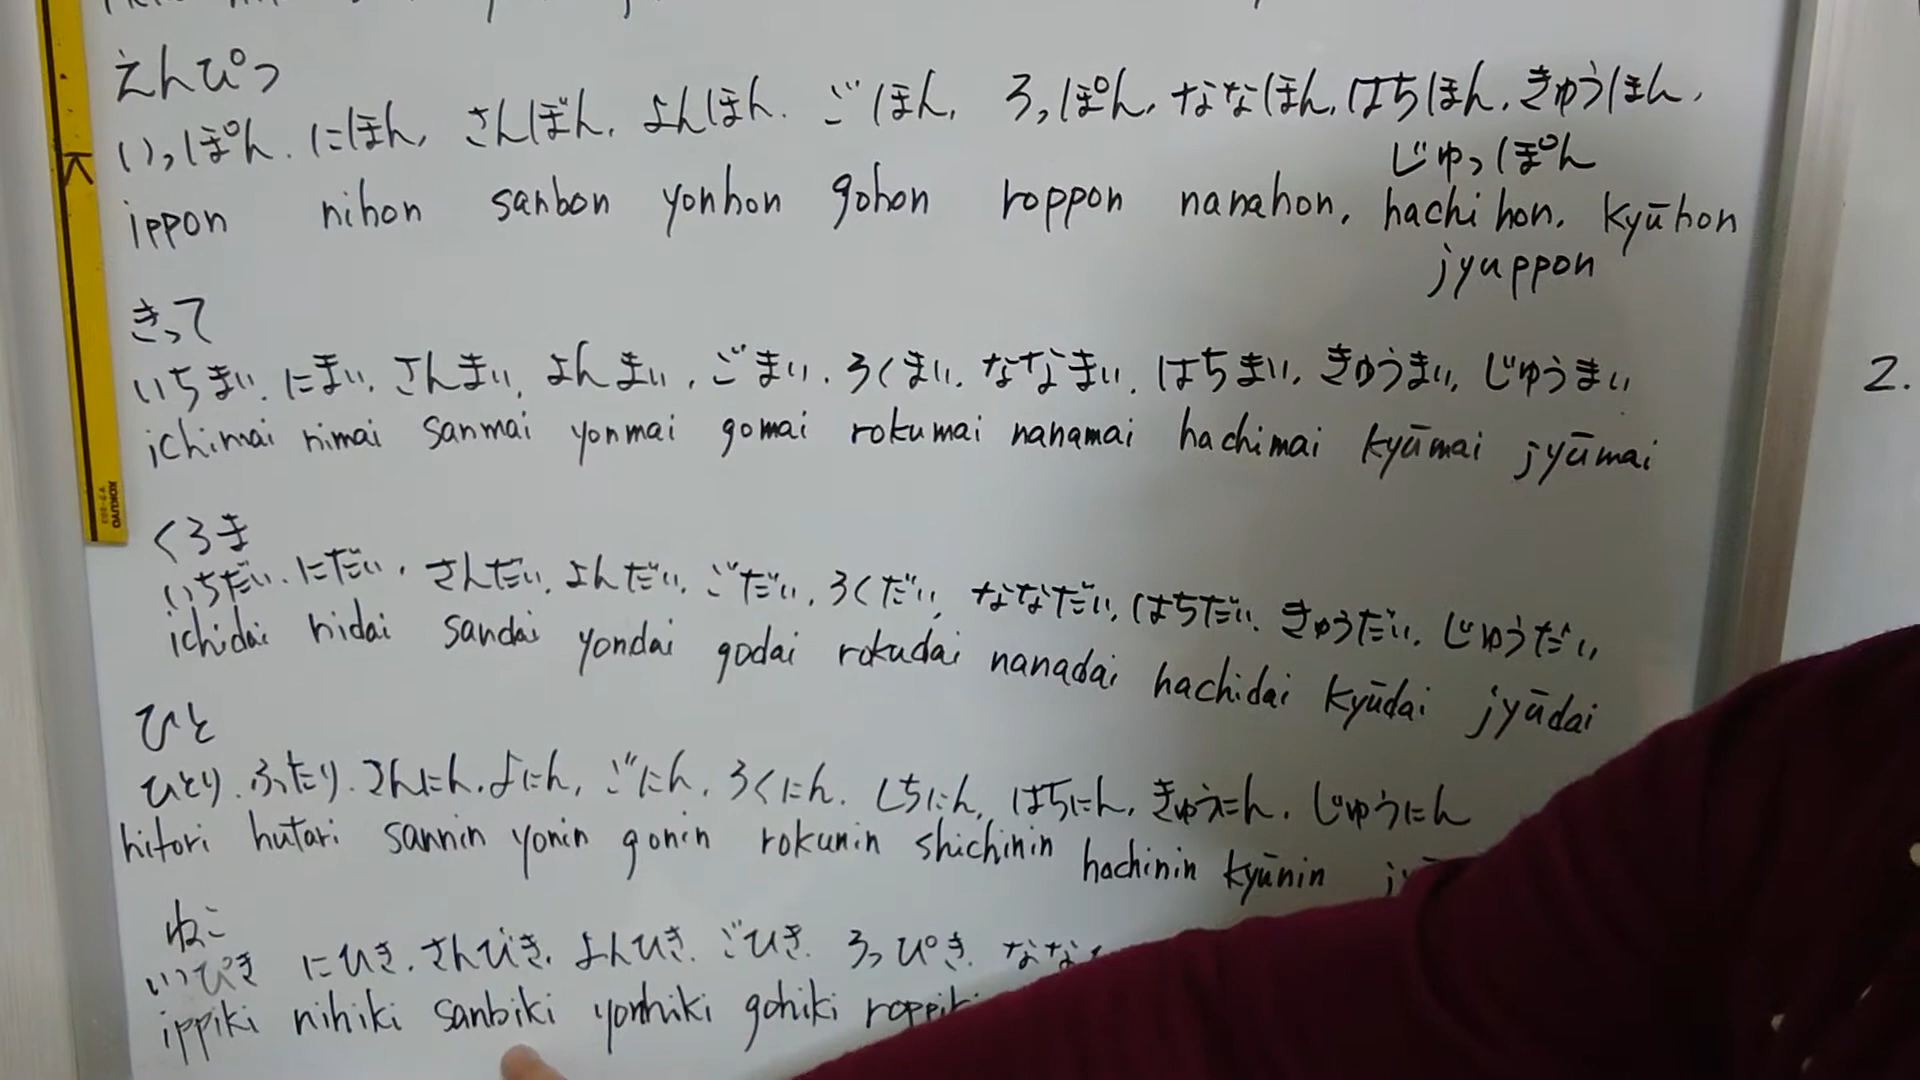 えんぴつ
いっぽん. にほん, さんぼん, よんほん. ごほん, ろっぽん, ななほん, はちほん, きゅうほん,
じゅっぽん
ippon nihon sanbon yonhon gohon roppon nanahon, hachihon, kyūhon
jyuppon
きって
いちまい. にまい, さんまい, よんまい, ごまい, ろくまい, ななまい, はちまい, きゅうまい, じゅうまい
ichimai nimai sanmai yonmai gomai rokumai nanamai hachimai kyūmai jyūmai
2.
くろま
いちだい. にだい, さんだい, よんだい, ごだい, ろくだい, ななだい, はちだい, きゅうだい, じゅうだい
ichidai nidai sandai yondai godai rokudai nanadai hachidai kyūdai jyūdai
ひと
ひとり. ふたり. さんにん, よにん, ごにん, ろくにん. しちにん, はちにん, きゅうにん, じゅうにん
hitori hutari sannin yonin gonin rokunin shichinin hachinin kyūnin
ねこ
いっぴき にひき, さんびき, よんひき. ごひき. ろっぴき. なな
ippiki nihiki sanbiki yonhiki gohiki roppiki
KOKUYO